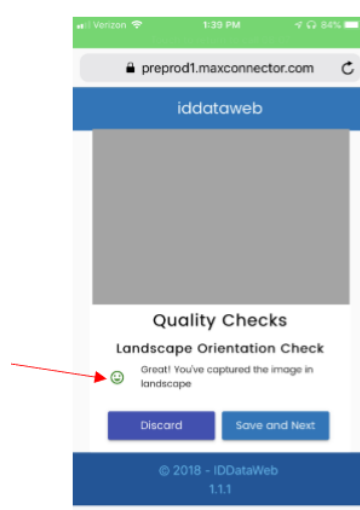 Verizon 1:39 PM 84%
preprod1.maxconnector.com
iddataweb
Quality Checks
Landscape Orientation Check
Great! You've captured the image in
landscape
Discard Save and Next
© 2018 - IDDataWeb
1.1.1